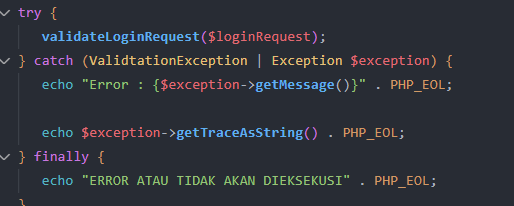 try {
validateLoginRequest($loginRequest);
} catch (ValidtationException | Exception $exception) {
echo "Error : {$exception->getMessage()}" . PHP_EOL;
echo $exception->getTraceAsString() . PHP_EOL;
} finally {
echo "ERROR ATAU TIDAK AKAN DIEKSEKUSI" . PHP_EOL;
}